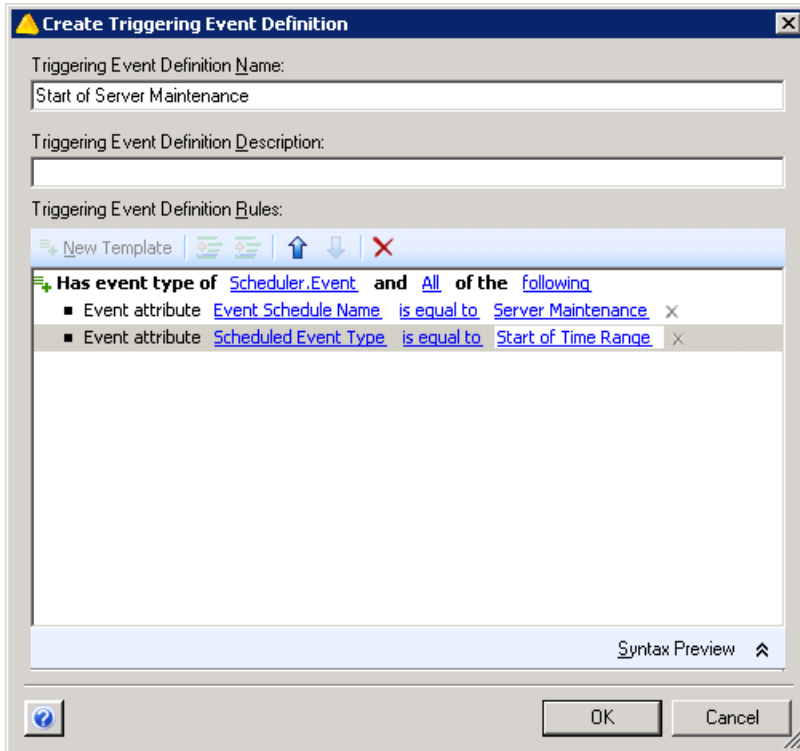 Create Triggering Event Definition
Triggering Event Definition Name:
Start of Server Maintenance
Triggering Event Definition Description:
Triggering Event Definition Rules:
New Template
Has event type of Scheduler.Event and All of the following
Event attribute Event Schedule Name is equal to Server Maintenance
Event attribute Scheduled Event Type is equal to Start of Time Range
Syntax Preview
OK Cancel